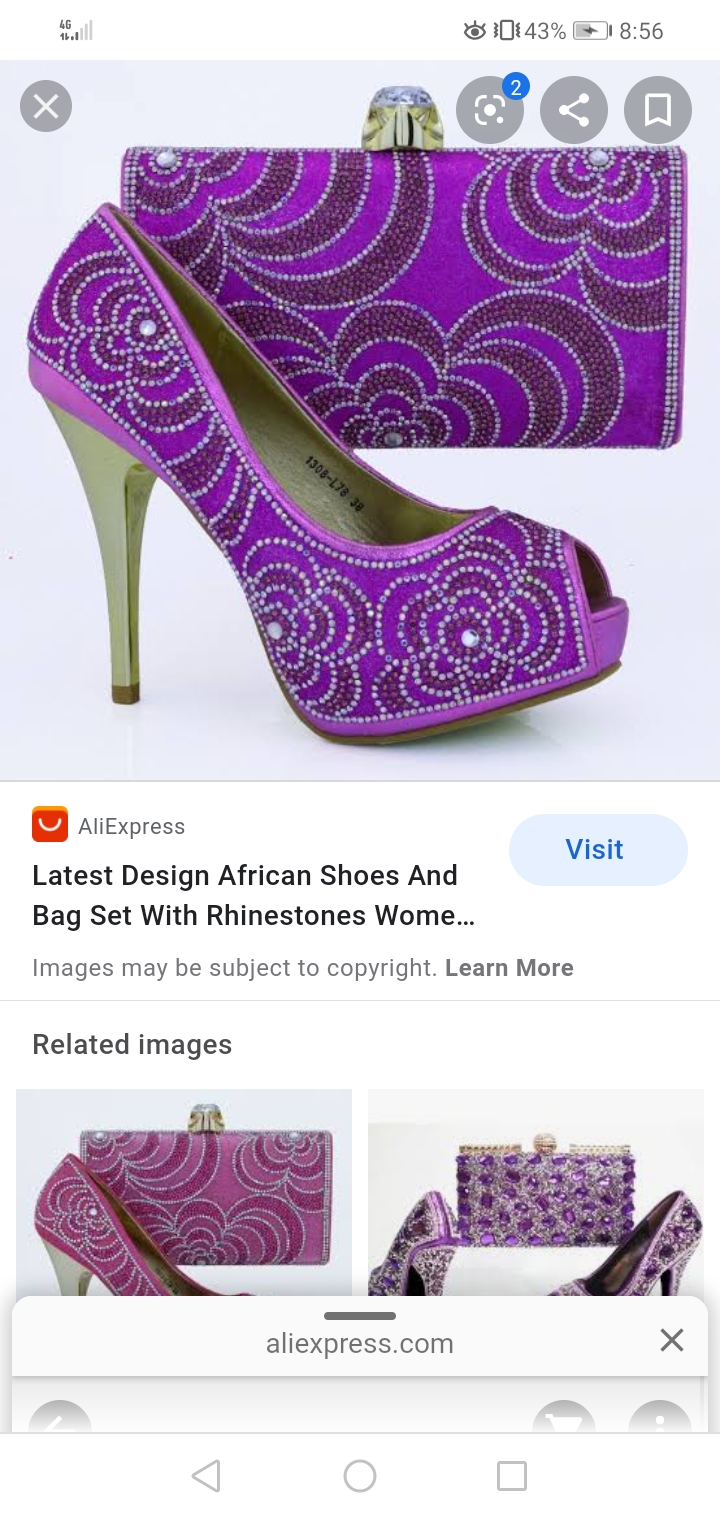 4G
43%
8:56
2
1308-L78 38
AliExpress
Visit
Latest Design African Shoes And
Bag Set With Rhinestones Wome…
Images may be subject to copyright. Learn More
Related images
aliexpress.com